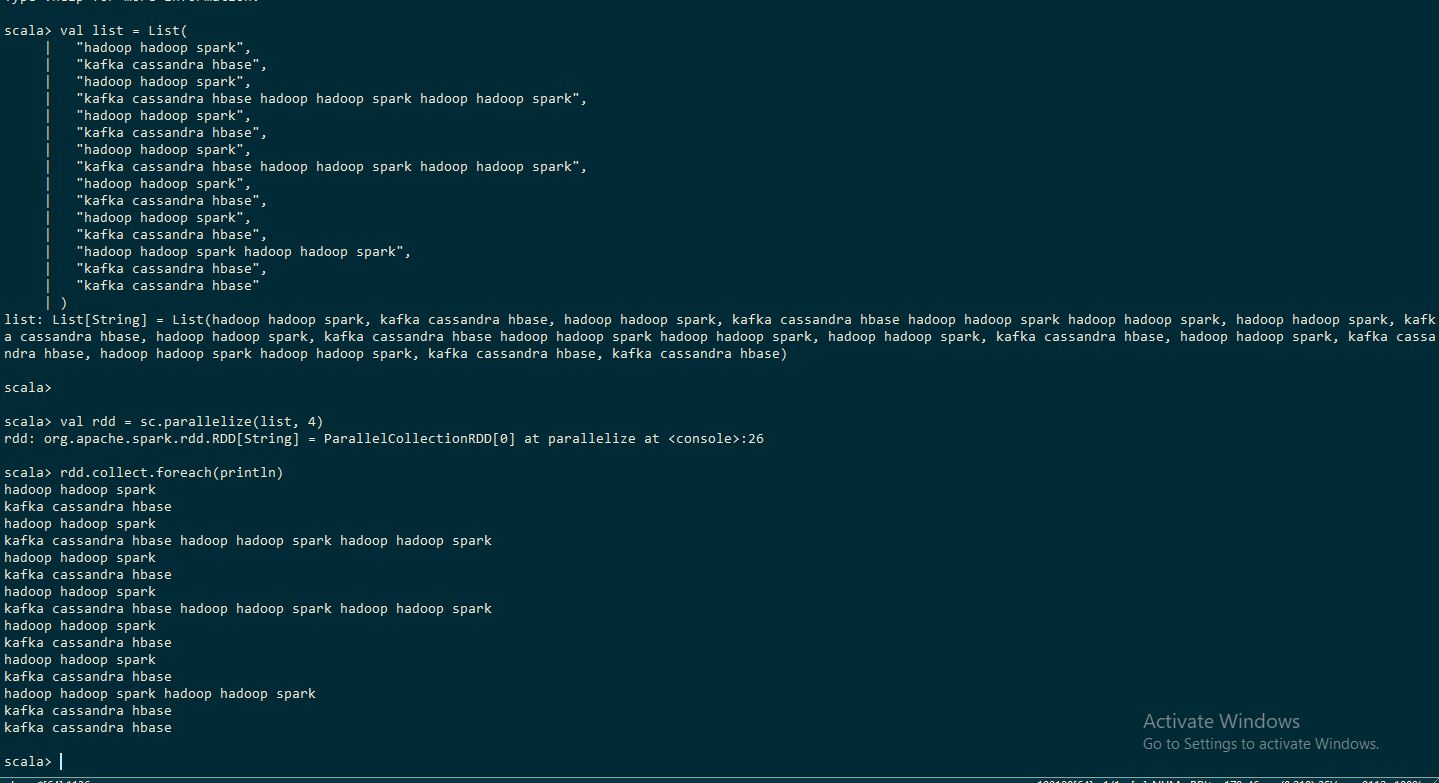 scala> val list = List(
| "hadoop hadoop spark",
| "kafka cassandra hbase",
| "hadoop hadoop spark",
| "kafka cassandra hbase hadoop hadoop spark hadoop hadoop spark",
| "hadoop hadoop spark",
| "kafka cassandra hbase",
| "hadoop hadoop spark",
| "kafka cassandra hbase hadoop hadoop spark hadoop hadoop spark",
| "hadoop hadoop spark",
| "kafka cassandra hbase",
| "hadoop hadoop spark",
| "kafka cassandra hbase",
| "hadoop hadoop spark hadoop hadoop spark",
| "kafka cassandra hbase",
| "kafka cassandra hbase"
| )
list: List[String] = List(hadoop hadoop spark, kafka cassandra hbase, hadoop hadoop spark, kafka cassandra hbase hadoop hadoop spark hadoop hadoop spark, hadoop hadoop spark, kafk
a cassandra hbase, hadoop hadoop spark, kafka cassandra hbase hadoop hadoop spark hadoop hadoop spark, hadoop hadoop spark, kafka cassandra hbase, hadoop hadoop spark, kafka cassa
ndra hbase, hadoop hadoop spark hadoop hadoop spark, kafka cassandra hbase, kafka cassandra hbase)
scala>
scala> val rdd = sc.parallelize(list, 4)
rdd: org.apache.spark.rdd.RDD[String] = ParallelCollectionRDD[0] at parallelize at <console>:26
scala> rdd.collect.foreach(println)
hadoop hadoop spark
kafka cassandra hbase
hadoop hadoop spark
kafka cassandra hbase hadoop hadoop spark hadoop hadoop spark
hadoop hadoop spark
kafka cassandra hbase
hadoop hadoop spark
kafka cassandra hbase hadoop hadoop spark hadoop hadoop spark
hadoop hadoop spark
kafka cassandra hbase
hadoop hadoop spark
kafka cassandra hbase
hadoop hadoop spark hadoop hadoop spark
kafka cassandra hbase
kafka cassandra hbase
Activate Windows
Go to Settings to activate Windows.
scala>